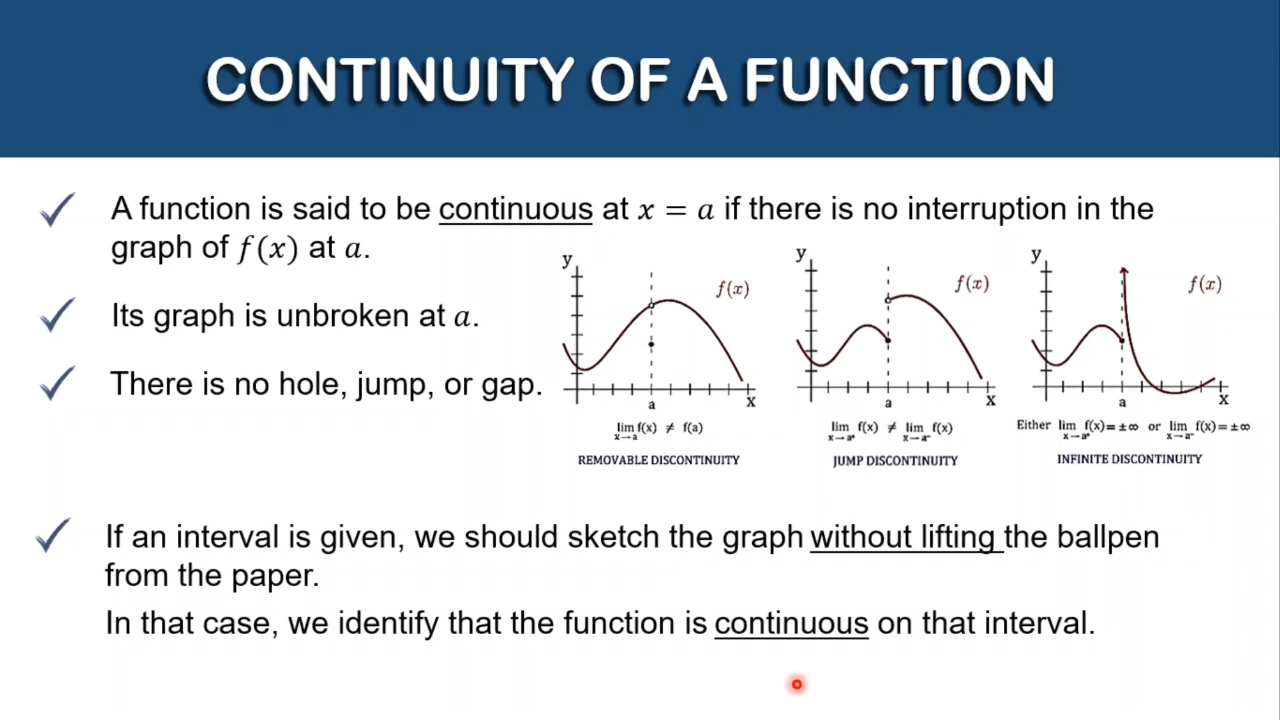 CONTINUITY OF A FUNCTION
A function is said to be continuous at x = a if there is no interruption in the
graph of f(x) at a.
Its graph is unbroken at a.
There is no hole, jump, or gap.
y
f(x)
a
x
lim f(x) ≠ f(a)
x→a
REMOVABLE DISCONTINUITY
y
f(x)
a
x
lim f(x) ≠ lim f(x)
x→a⁺ x→a⁻
JUMP DISCONTINUITY
y
f(x)
a
x
Either lim f(x)=±∞ or lim f(x)=±∞
x→a⁺ x→a⁻
INFINITE DISCONTINUITY
If an interval is given, we should sketch the graph without lifting the ballpen
from the paper.
In that case, we identify that the function is continuous on that interval.